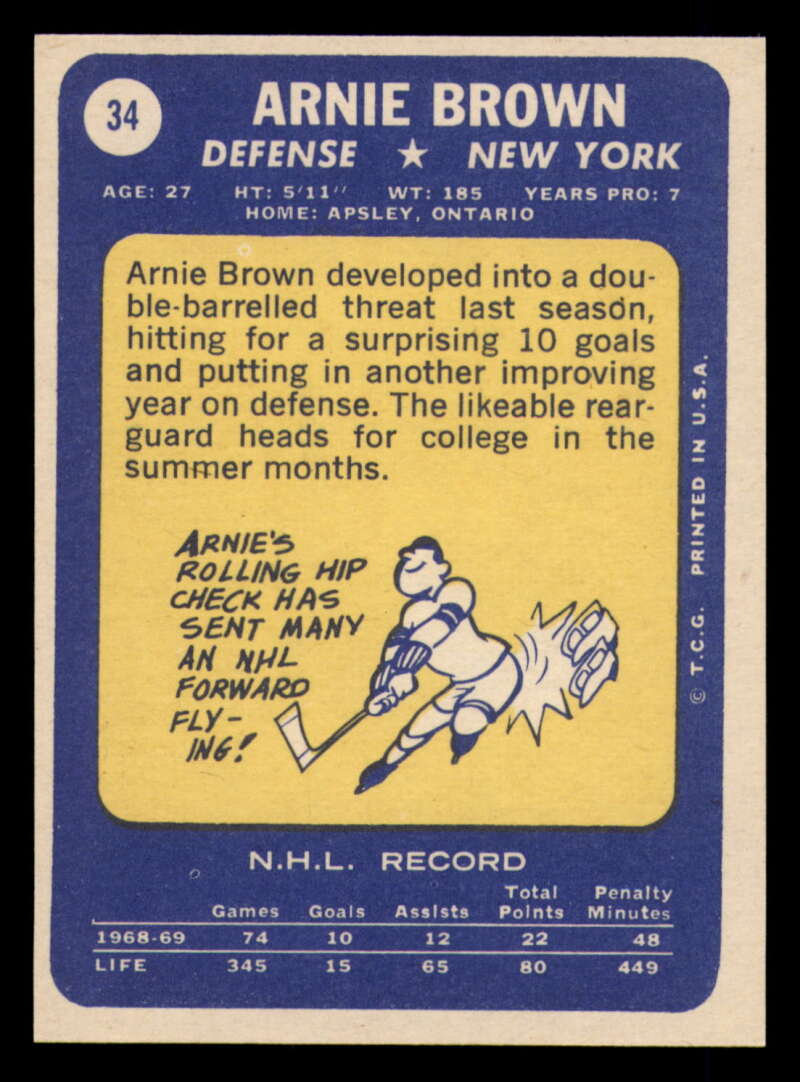 34
ARNIE BROWN
DEFENSE ★ NEW YORK
AGE: 27 HT: 5'11" WT: 185 YEARS PRO: 7
HOME: APSLEY, ONTARIO
Arnie Brown developed into a dou-
ble-barrelled threat last season,
hitting for a surprising 10 goals
and putting in another improving
year on defense. The likeable rear-
guard heads for college in the
summer months.
ARNIE'S
ROLLING HIP
CHECK HAS
SENT MANY
AN NHL
FORWARD
FLY-
ING!
© T.C.G. PRINTED IN U.S.A.
N.H.L. RECORD
Games Goals Assists Total Points Penalty Minutes
1968-69 74 10 12 22 48
LIFE 345 15 65 80 449